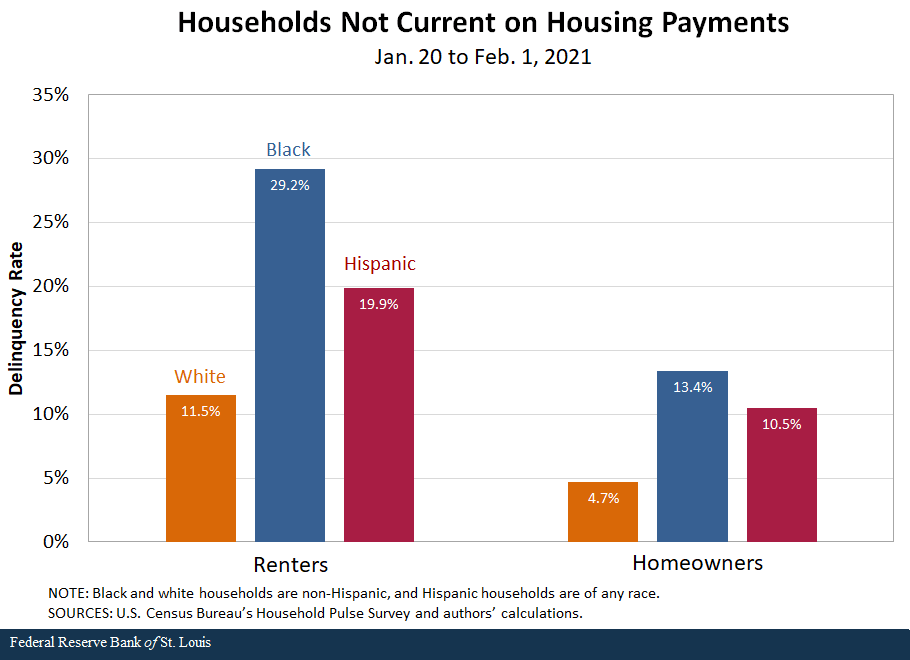 Households Not Current on Housing Payments
Jan. 20 to Feb. 1, 2021
Delinquency Rate
35%
30%
25%
20%
15%
10%
5%
0%
White
11.5%
Black
29.2%
Hispanic
19.9%
4.7%
13.4%
10.5%
Renters
Homeowners
NOTE: Black and white households are non-Hispanic, and Hispanic households are of any race.
SOURCES: U.S. Census Bureau’s Household Pulse Survey and authors’ calculations.
Federal Reserve Bank of St. Louis